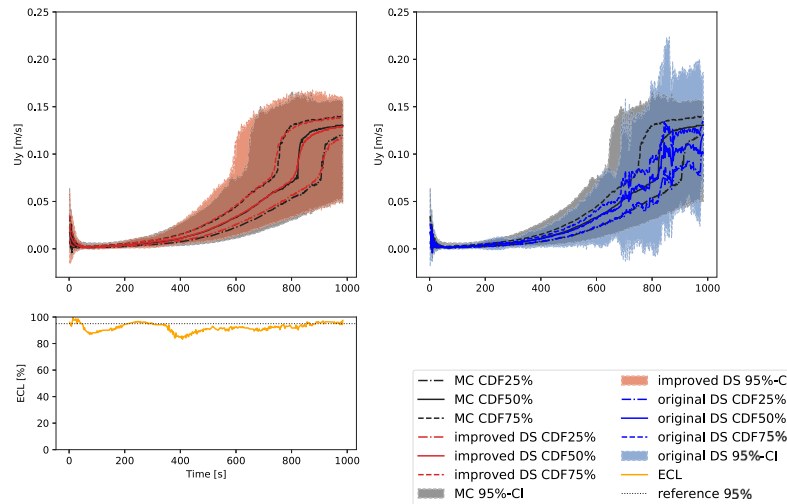 0.25
0.20
0.15
0.10
0.05
0.00
Uy [m/s]
0 200 400 600 800 1000
0.25
0.20
0.15
0.10
0.05
0.00
Uy [m/s]
0 200 400 600 800 1000
100
80
60
40
20
0
ECL [%]
0 200 400 600 800 1000
Time [s]
MC CDF25%
MC CDF50%
MC CDF75%
improved DS CDF25%
improved DS CDF50%
improved DS CDF75%
MC 95%-CI
improved DS 95%-C
original DS CDF25%
original DS CDF50%
original DS CDF75%
original DS 95%-CI
ECL
reference 95%